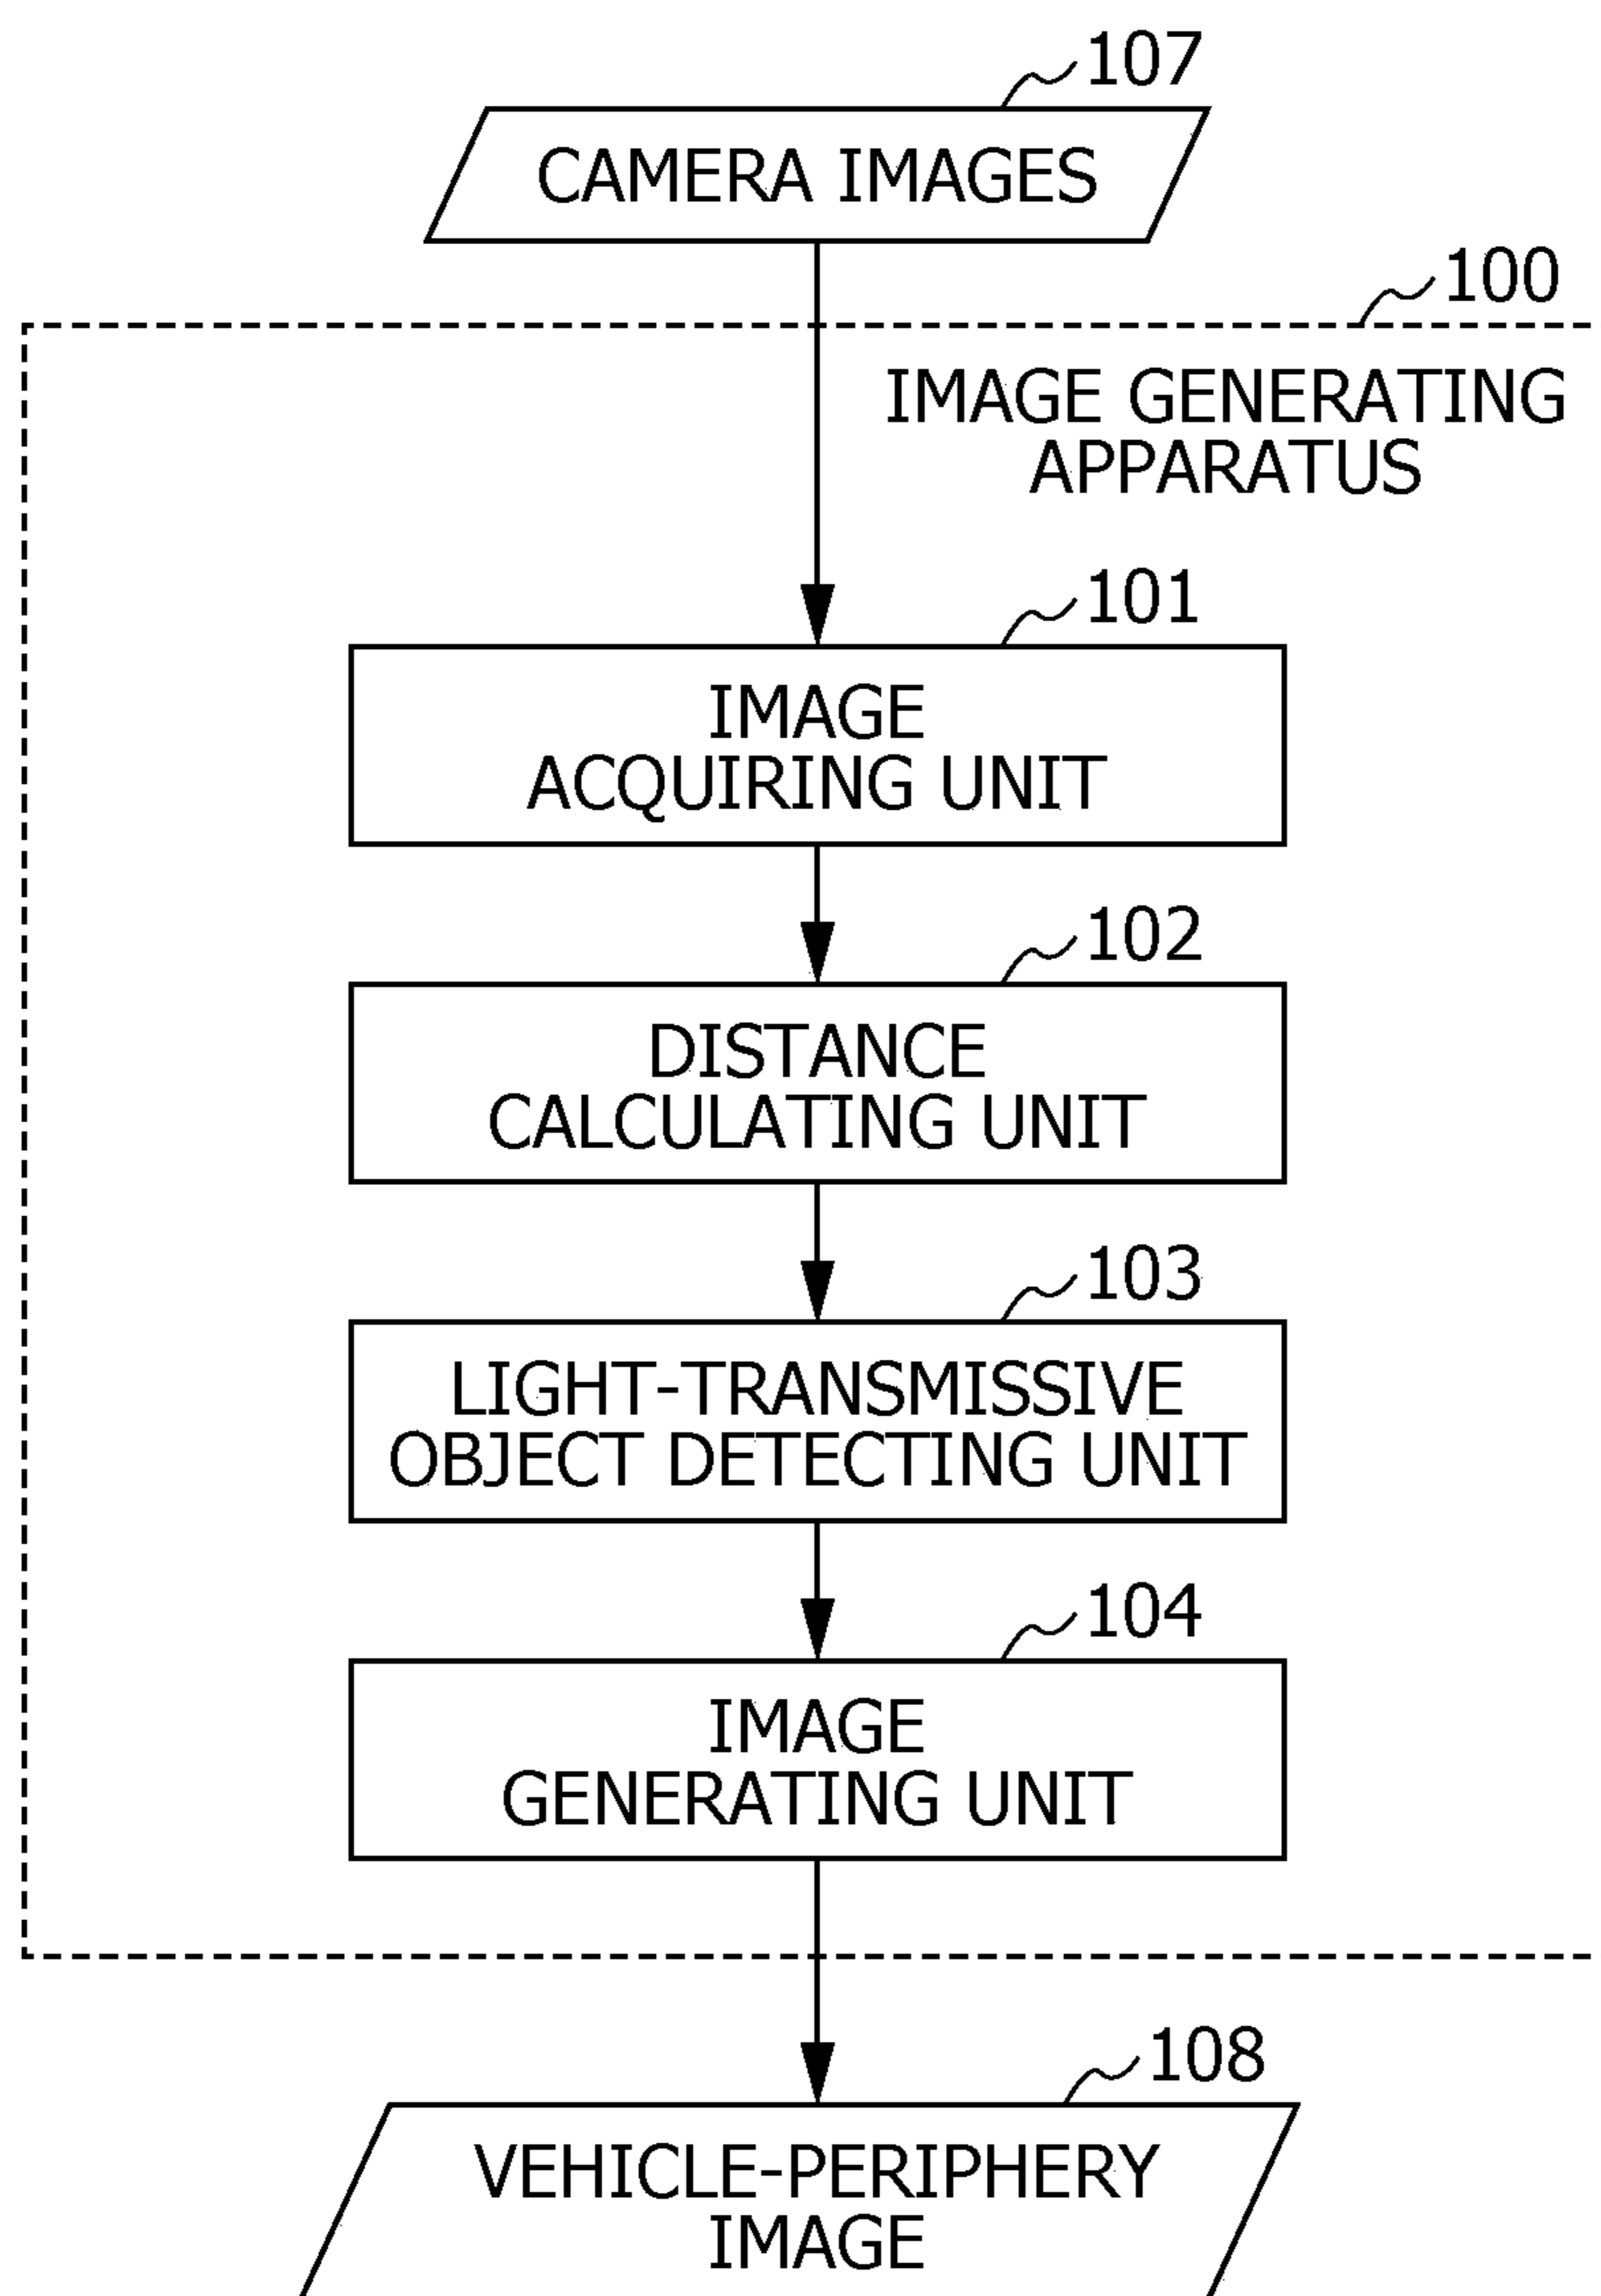 107
CAMERA IMAGES
100
IMAGE GENERATING
APPARATUS
101
IMAGE
ACQUIRING UNIT
102
DISTANCE
CALCULATING UNIT
103
LIGHT-TRANSMISSIVE
OBJECT DETECTING UNIT
104
IMAGE
GENERATING UNIT
108
VEHICLE-PERIPHERY
IMAGE